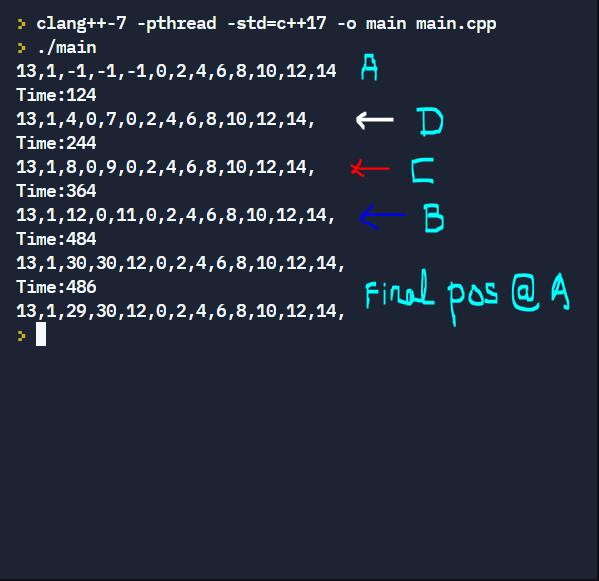 > clang++-7 -pthread -std=c++17 -o main main.cpp
> ./main
13,1,-1,-1,-1,0,2,4,6,8,10,12,14 A
Time:124
13,1,4,0,7,0,2,4,6,8,10,12,14, ← D
Time:244
13,1,8,0,9,0,2,4,6,8,10,12,14, ← C
Time:364
13,1,12,0,11,0,2,4,6,8,10,12,14, ← B
Time:484
13,1,30,30,12,0,2,4,6,8,10,12,14,
Time:486
13,1,29,30,12,0,2,4,6,8,10,12,14, Final pos @ A
>